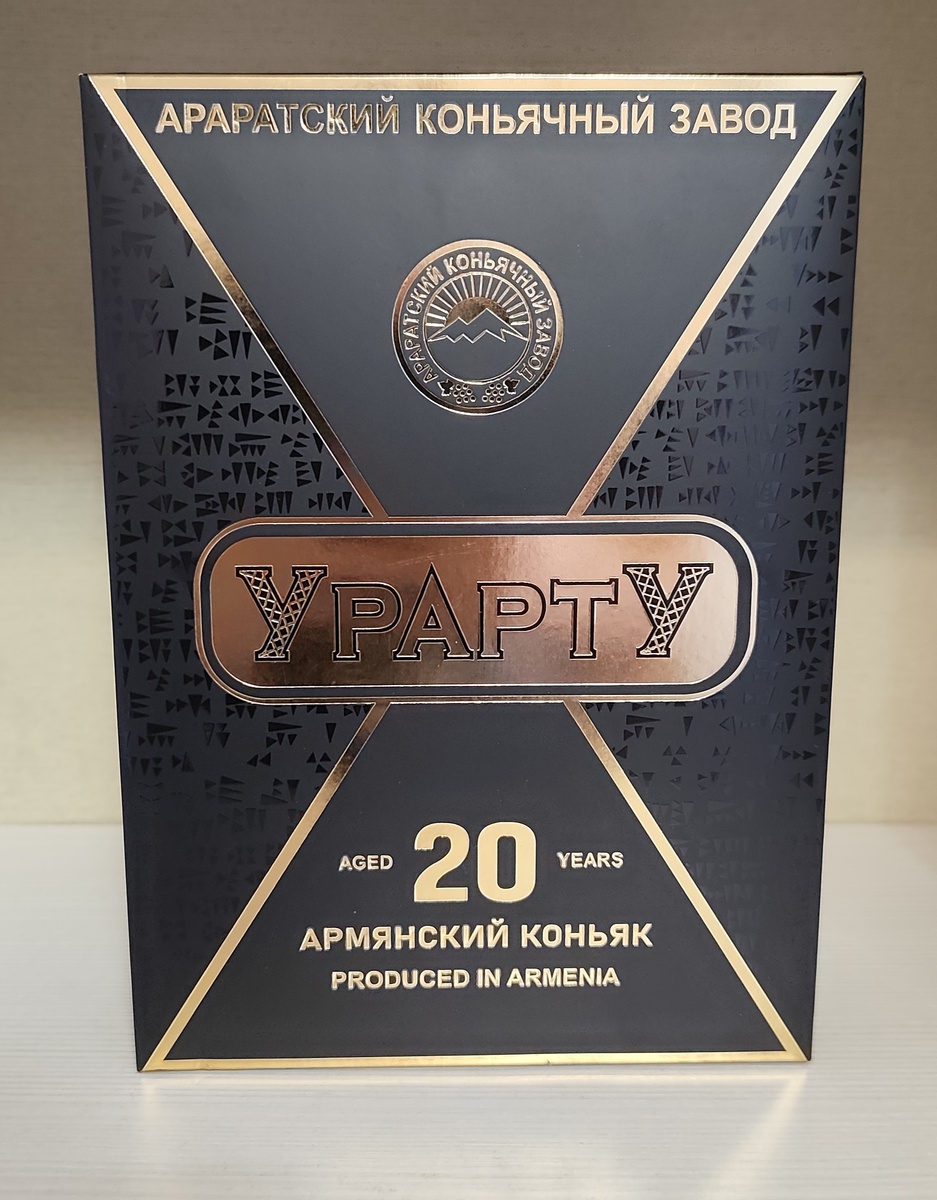 АРАРАТСКИЙ КОНЬЯЧНЫЙ ЗАВОД
АРАРАТСКИЙ КОНЬЯЧНЫЙ ЗАВОД
УРАРТУ
AGED 20 YEARS
АРМЯНСКИЙ КОНЬЯК
PRODUCED IN ARMENIA